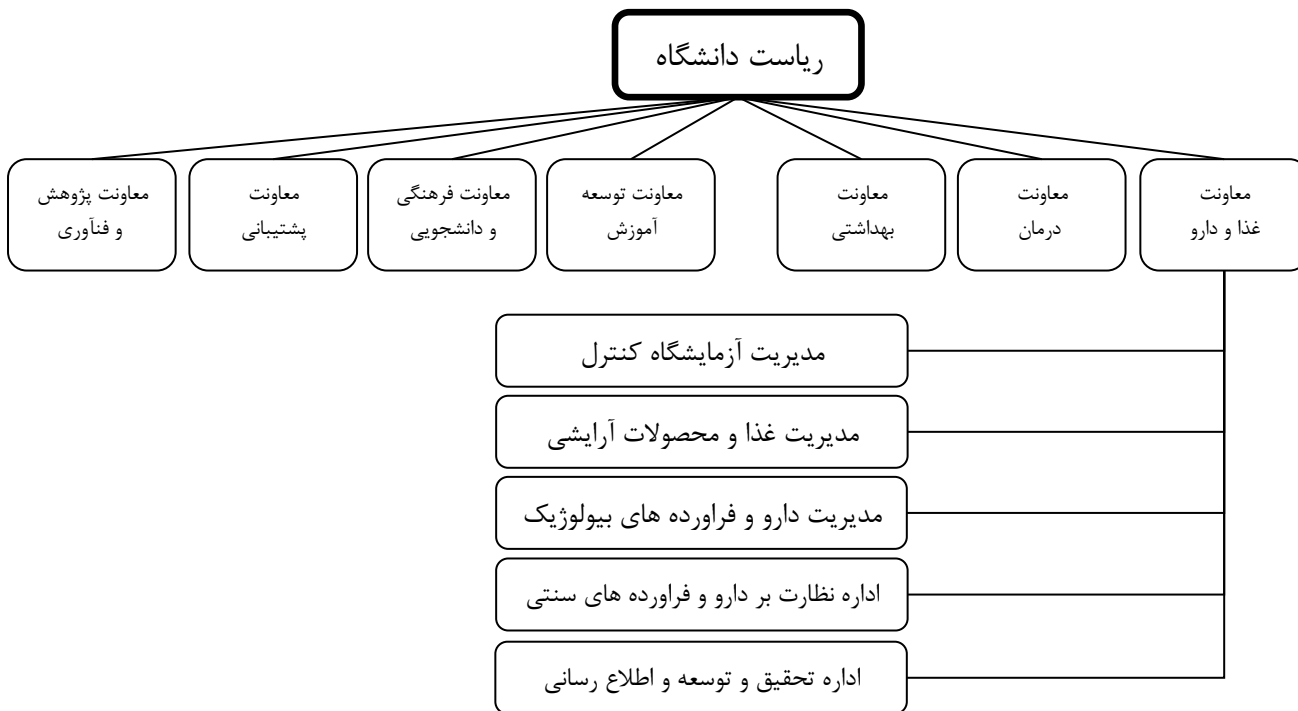 ریاست دانشگاه
معاونت
غذا و دارو
معاونت
درمان
معاونت
بهداشتی
معاونت توسعه
آموزش
معاونت فرهنگی
و دانشجویی
معاونت
پشتیبانی
معاونت پژوهش
و فنآوری
مدیریت آزمایشگاه کنترل
مدیریت غذا و محصولات آرایشی
مدیریت دارو و فراورده های بیولوژیک
اداره نظارت بر دارو و فراورده های سنتی
اداره تحقیق و توسعه و اطلاع رسانی